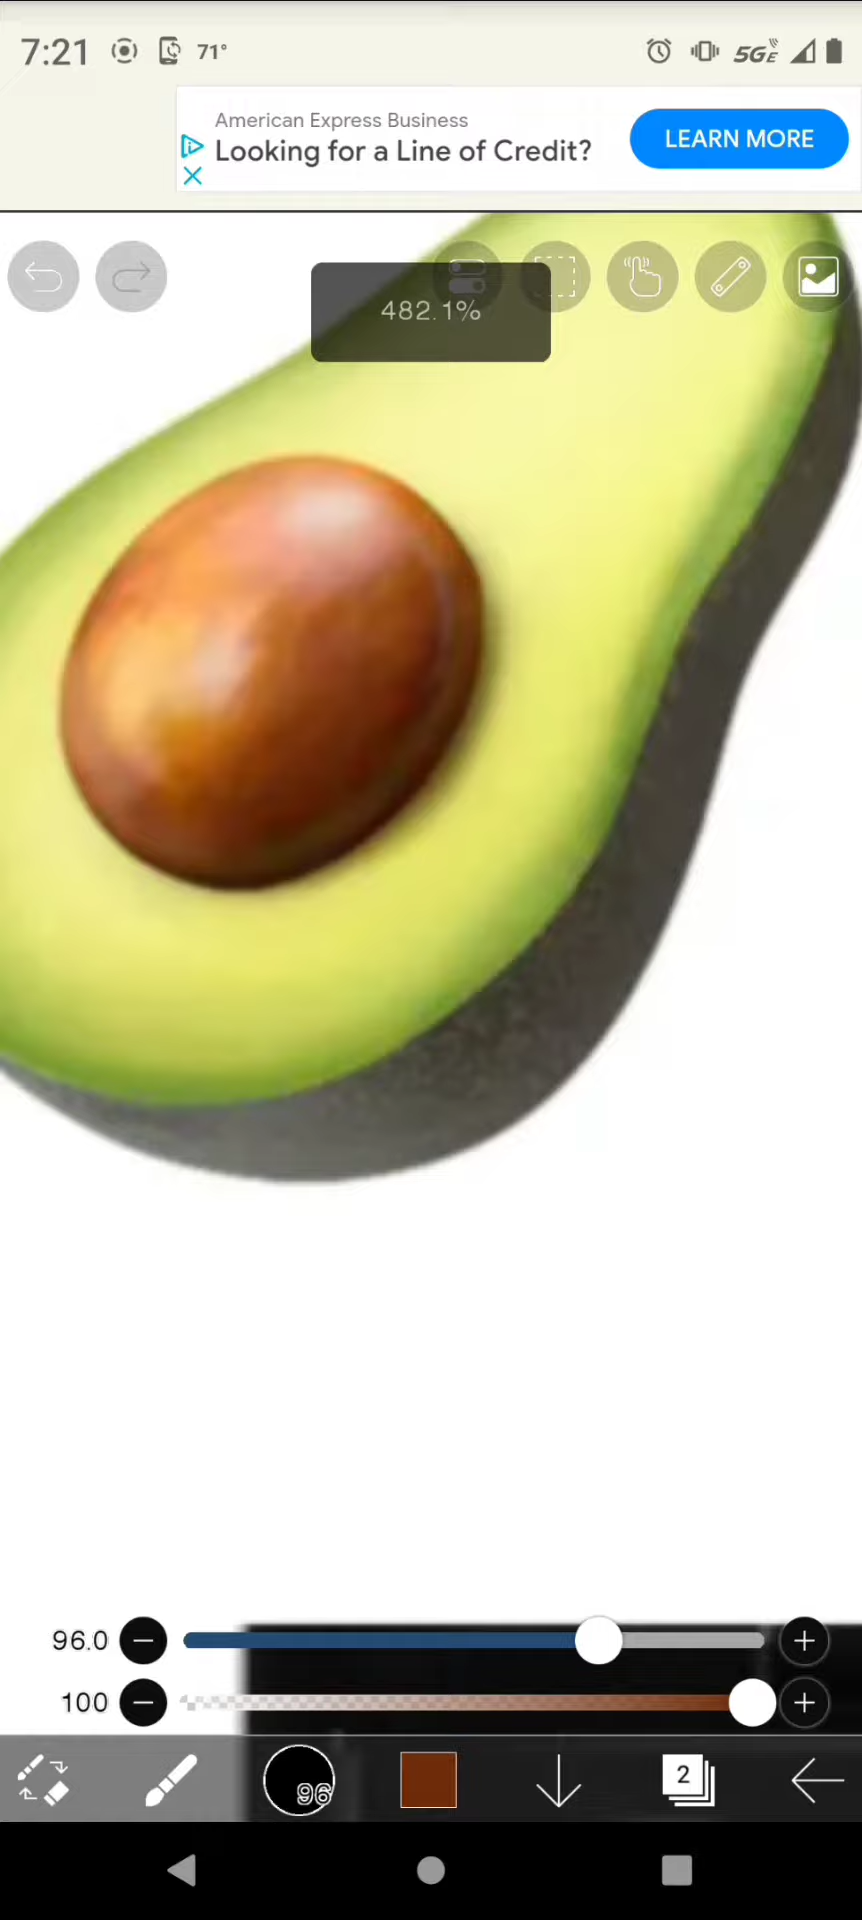 7:21 71° 5GE
American Express Business
Looking for a Line of Credit?
LEARN MORE
482.1%
96.0
100
96
2